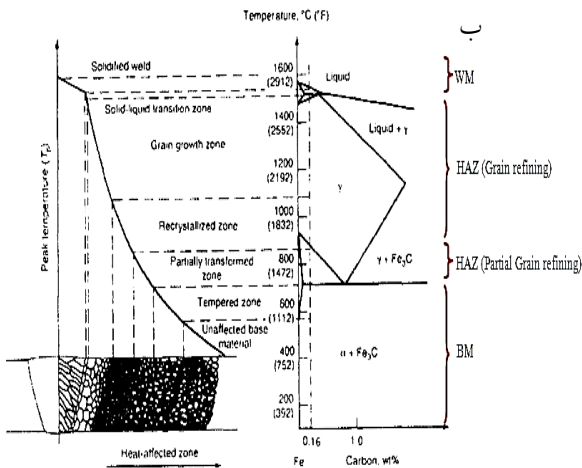 Temperature, °C (°F)
ب
Peak temperature (Tp)
Solidified weld
Solid-liquid transition zone
Grain growth zone
Recrystallized zone
Partially transformed
zone
Tempered zone
Unaffected base
material
Heat-affected zone
1600
(2912)
1400
(2552)
1200
(2192)
1000
(1832)
800
(1472)
600
(1112)
400
(752)
200
(392)
Liquid
Liquid + γ
γ
γ + Fe3C
α + Fe3C
0.16
1.0
Fe
Carbon, wt%
WM
HAZ (Grain refining)
HAZ (Partial Grain refining)
BM